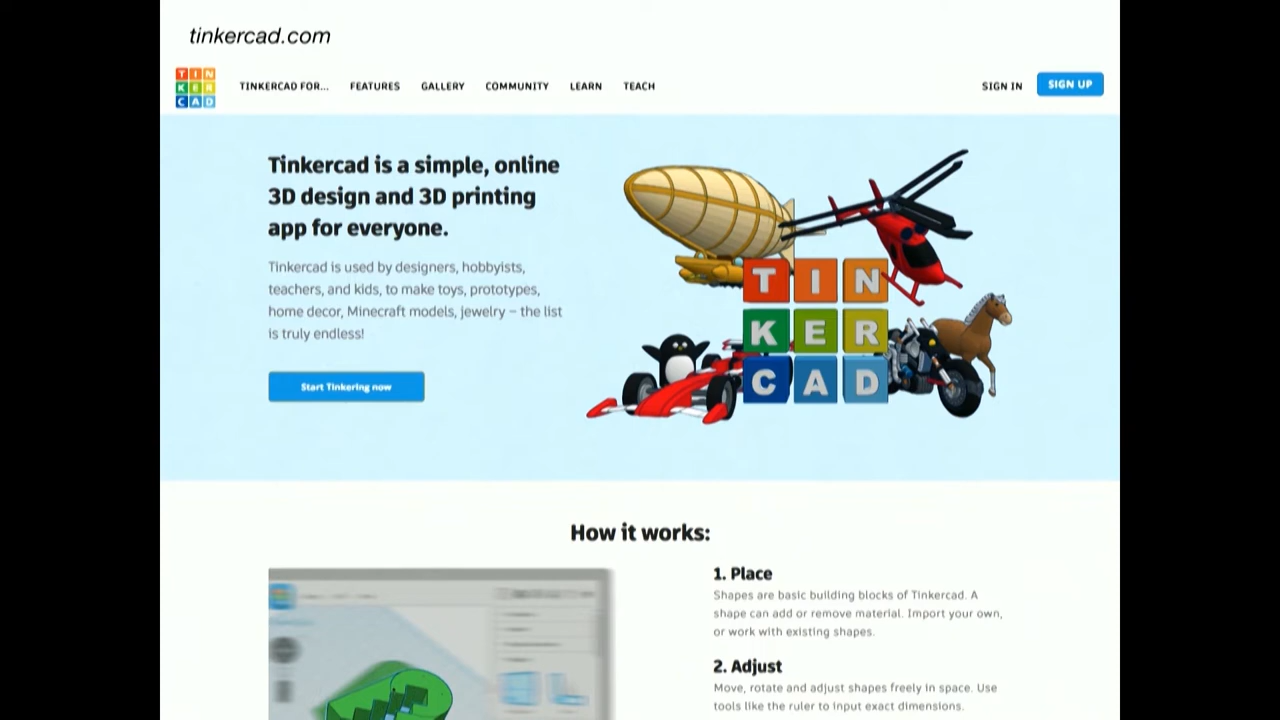 tinkercad.com
TIN
KER
CAD
TINKERCAD FOR... FEATURES GALLERY COMMUNITY LEARN TEACH SIGN IN SIGN UP
Tinkercad is a simple, online
3D design and 3D printing
app for everyone.
Tinkercad is used by designers, hobbyists,
teachers, and kids, to make toys, prototypes,
home decor, Minecraft models, jewelry – the list
is truly endless!
Start Tinkering now
TIN
KER
CAD
How it works:
1. Place
Shapes are basic building blocks of Tinkercad. A
shape can add or remove material. Import your own,
or work with existing shapes.
2. Adjust
Move, rotate and adjust shapes freely in space. Use
tools like the ruler to input exact dimensions.